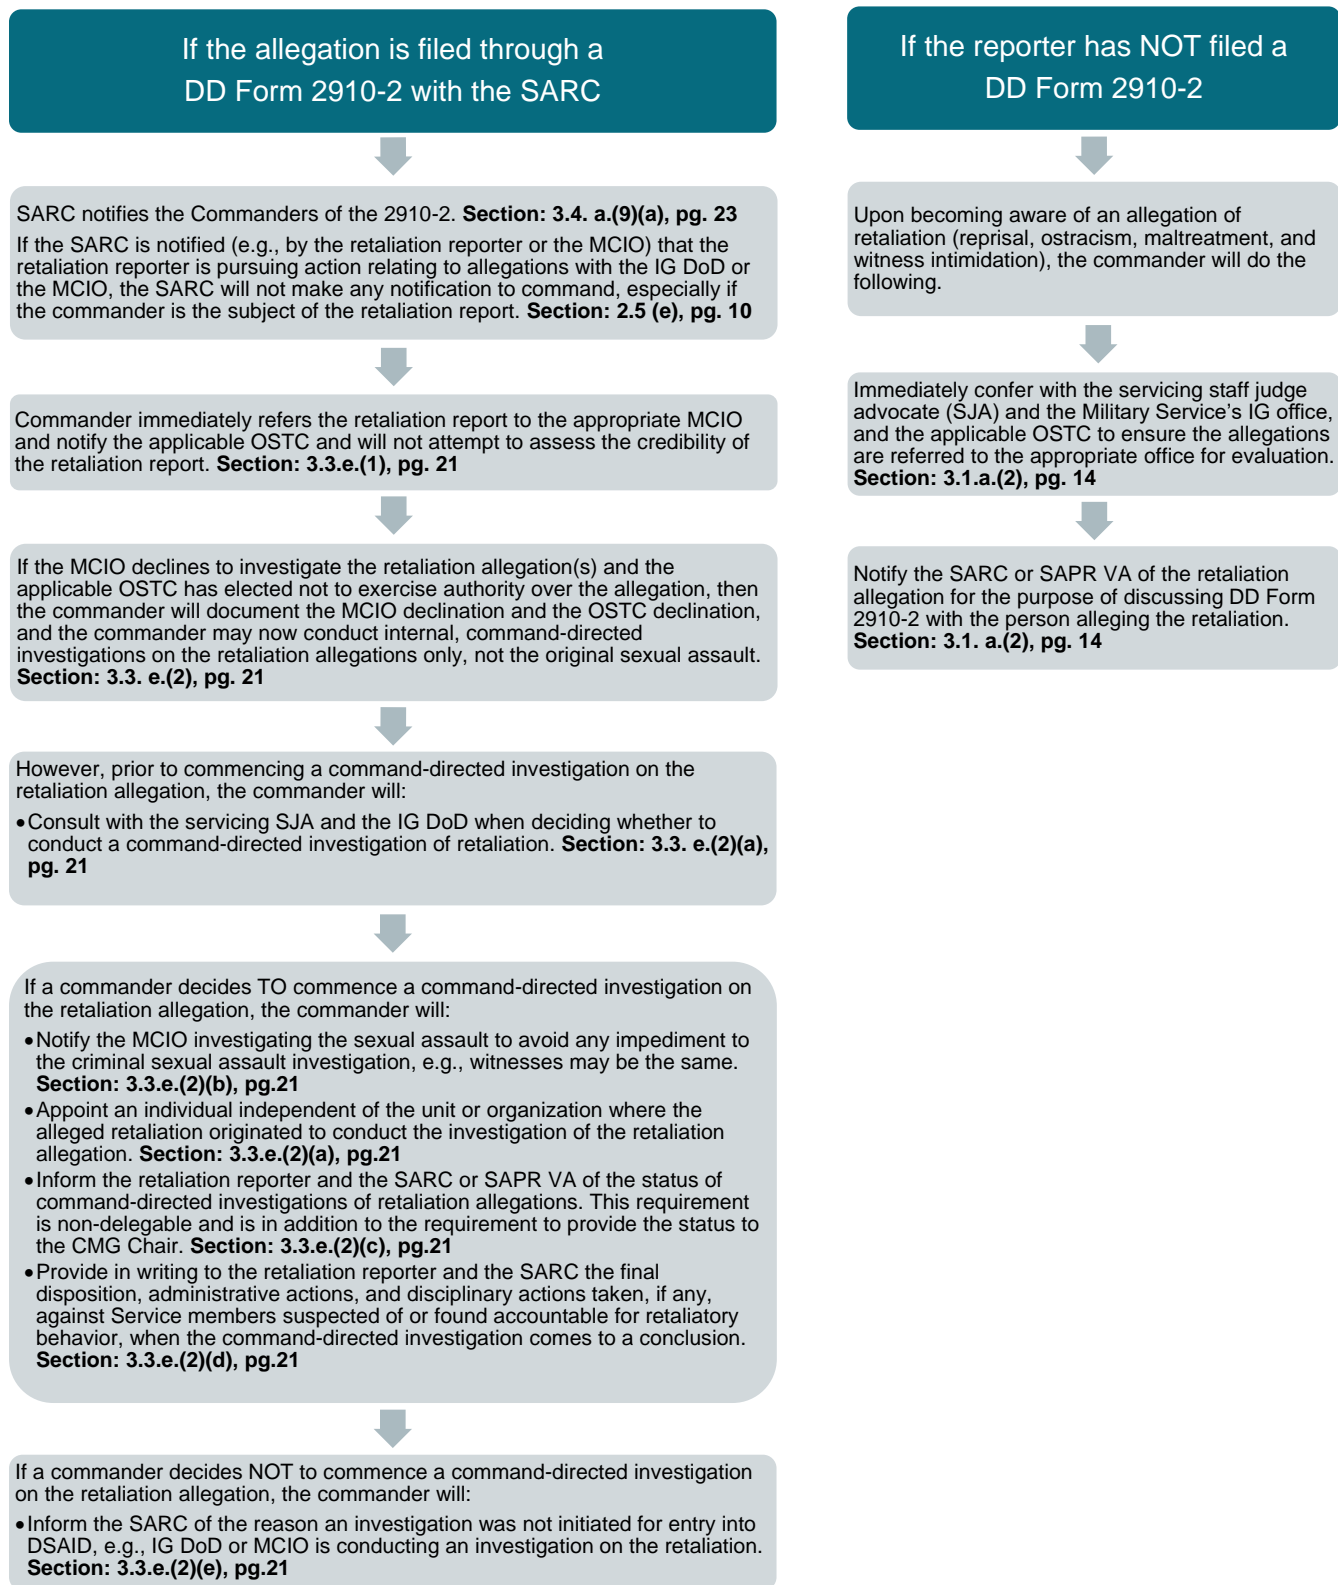 If the allegation is filed through a
DD Form 2910-2 with the SARC
SARC notifies the Commanders of the 2910-2. Section: 3.4. a.(9)(a), pg. 23
If the SARC is notified (e.g., by the retaliation reporter or the MCIO) that the
retaliation reporter is pursuing action relating to allegations with the IG DoD or
the MCIO, the SARC will not make any notification to command, especially if
the commander is the subject of the retaliation report. Section: 2.5 (e), pg. 10
Commander immediately refers the retaliation report to the appropriate MCIO
and notify the applicable OSTC and will not attempt to assess the credibility of
the retaliation report. Section: 3.3.e.(1), pg. 21
If the MCIO declines to investigate the retaliation allegation(s) and the
applicable OSTC has elected not to exercise authority over the allegation, then
the commander will document the MCIO declination and the OSTC declination,
and the commander may now conduct internal, command-directed
investigations on the retaliation allegations only, not the original sexual assault.
Section: 3.3. e.(2), pg. 21
However, prior to commencing a command-directed investigation on the
retaliation allegation, the commander will:
•Consult with the servicing SJA and the IG DoD when deciding whether to
conduct a command-directed investigation of retaliation. Section: 3.3. e.(2)(a),
pg. 21
If a commander decides TO commence a command-directed investigation on
the retaliation allegation, the commander will:
•Notify the MCIO investigating the sexual assault to avoid any impediment to
the criminal sexual assault investigation, e.g., witnesses may be the same.
Section: 3.3.e.(2)(b), pg.21
•Appoint an individual independent of the unit or organization where the
alleged retaliation originated to conduct the investigation of the retaliation
allegation. Section: 3.3.e.(2)(a), pg.21
•Inform the retaliation reporter and the SARC or SAPR VA of the status of
command-directed investigations of retaliation allegations. This requirement
is non-delegable and is in addition to the requirement to provide the status to
the CMG Chair. Section: 3.3.e.(2)(c), pg.21
•Provide in writing to the retaliation reporter and the SARC the final
disposition, administrative actions, and disciplinary actions taken, if any,
against Service members suspected of or found accountable for retaliatory
behavior, when the command-directed investigation comes to a conclusion.
Section: 3.3.e.(2)(d), pg.21
If a commander decides NOT to commence a command-directed investigation
on the retaliation allegation, the commander will:
•Inform the SARC of the reason an investigation was not initiated for entry into
DSAID, e.g., IG DoD or MCIO is conducting an investigation on the retaliation.
Section: 3.3.e.(2)(e), pg.21
If the reporter has NOT filed a
DD Form 2910-2
Upon becoming aware of an allegation of
retaliation (reprisal, ostracism, maltreatment, and
witness intimidation), the commander will do the
following.
Immediately confer with the servicing staff judge
advocate (SJA) and the Military Service's IG office,
and the applicable OSTC to ensure the allegations
are referred to the appropriate office for evaluation.
Section: 3.1.a.(2), pg. 14
Notify the SARC or SAPR VA of the retaliation
allegation for the purpose of discussing DD Form
2910-2 with the person alleging the retaliation.
Section: 3.1. a.(2), pg. 14